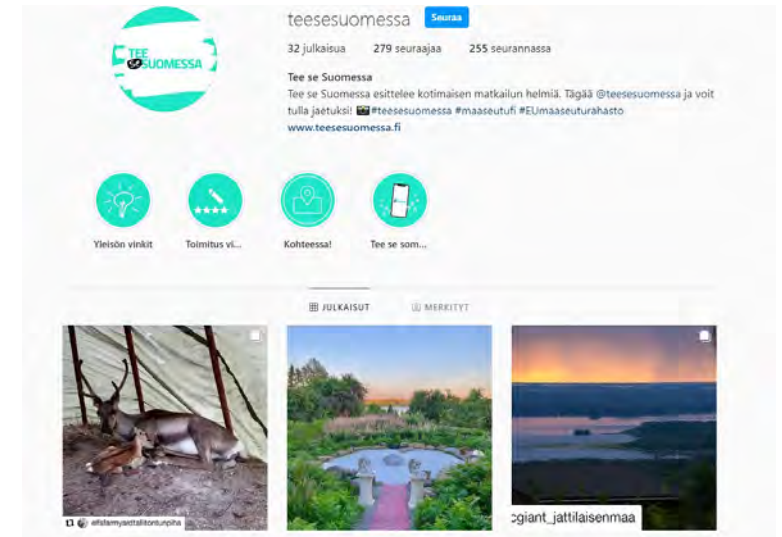 TEE
SE SUOMESSA
teesesuomessa Seuraa
32 julkaisua 279 seuraajaa 255 seurannassa
Tee se Suomessa
Tee se Suomessa esittelee kotimaisen matkailun helmiä. Tägää @teesesuomessa ja voit
tulla jaetuksi! #teesesuomessa #maaseutufi #EUmaaseuturahasto
www.teesesuomessa.fi
Yleisön vinkit Toimitus vi... Kohteessa! Tee se som...
JULKAISUT MERKITYT
cgiant_jattilaisenmaa